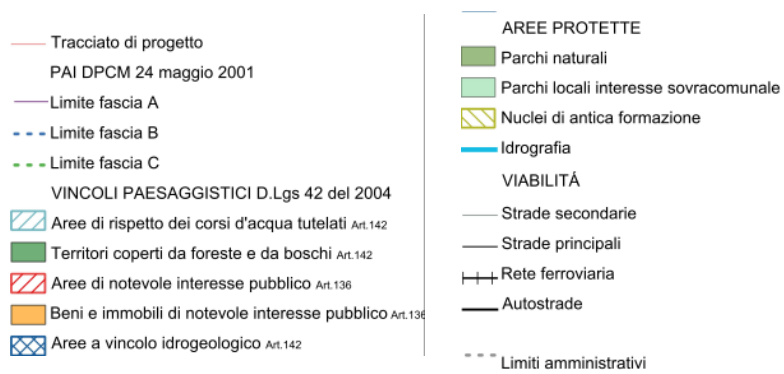 Tracciato di progetto
PAI DPCM 24 maggio 2001
Limite fascia A
Limite fascia B
Limite fascia C
VINCOLI PAESAGGISTICI D.Lgs 42 del 2004
Aree di rispetto dei corsi d'acqua tutelati Art.142
Territori coperti da foreste e da boschi Art.142
Aree di notevole interesse pubblico Art.136
Beni e immobili di notevole interesse pubblico Art.136
Aree a vincolo idrogeologico Art.142
AREE PROTETTE
Parchi naturali
Parchi locali interesse sovracomunale
Nuclei di antica formazione
Idrografia
VIABILITÁ
Strade secondarie
Strade principali
Rete ferroviaria
Autostrade
Limiti amministrativi